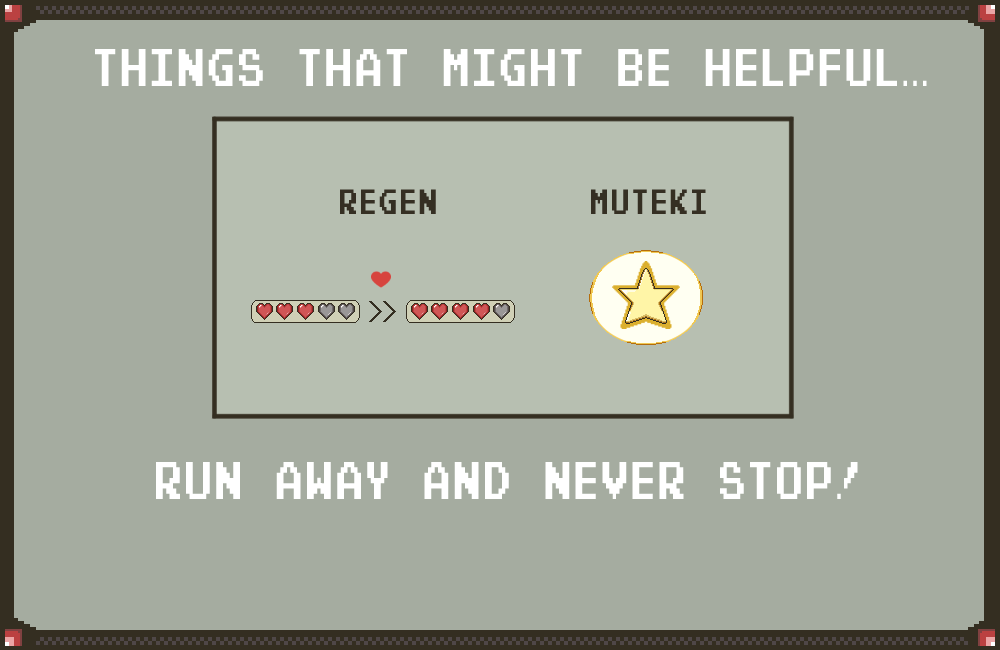 THINGS THAT MIGHT BE HELPFUL...
REGEN MUTEKI
RUN AWAY AND NEVER STOP!